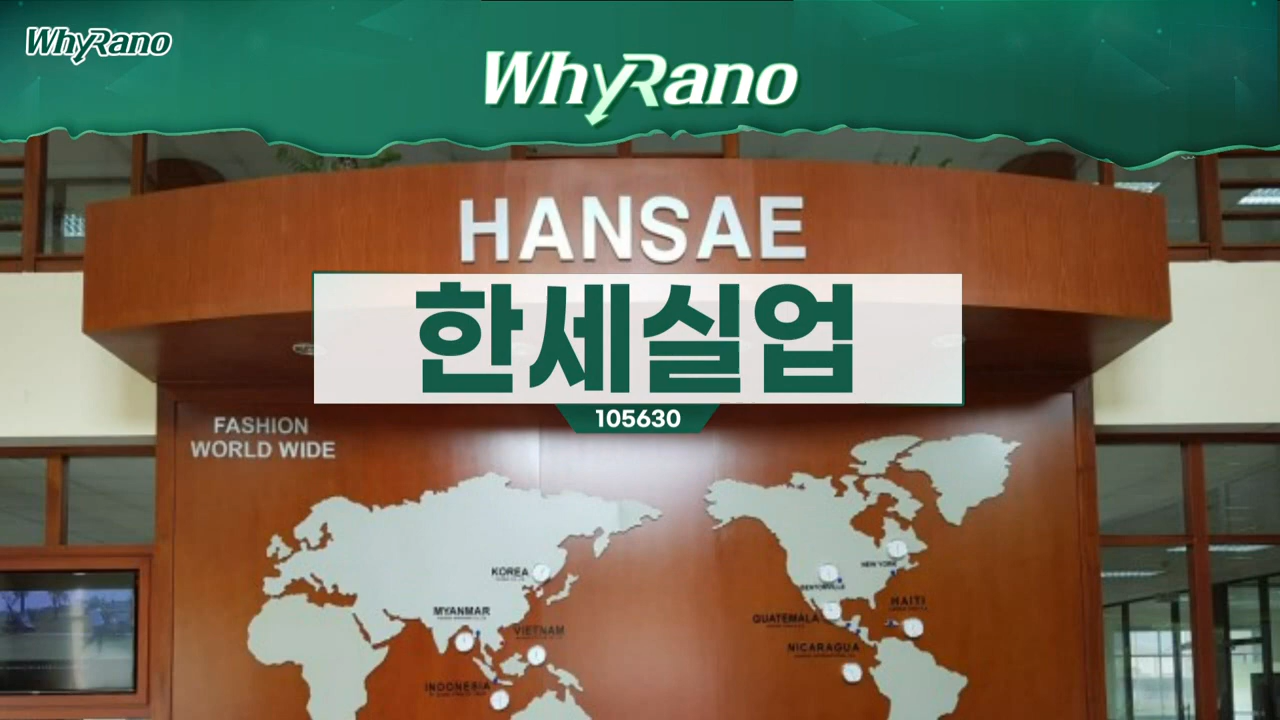 WhyRano
WhyRano
HANSAE
한세실업
105630
FASHION
WORLD WIDE
KOREA
MYANMAR
VIETNAM
INDONESIA
NEW YORK
BENTONVILLE
GUATEMALA
HAITI
NICARAGUA